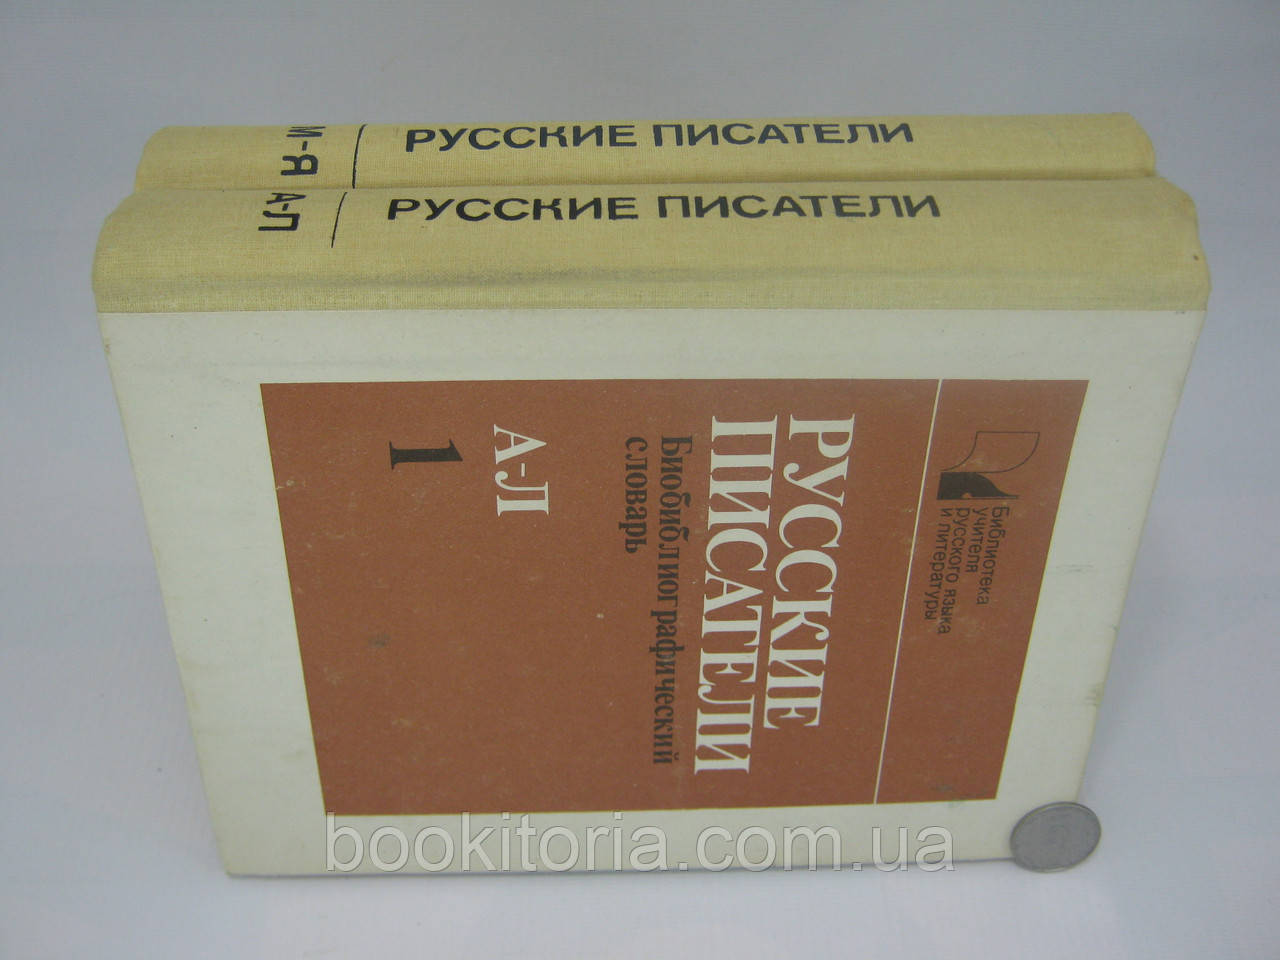 М-Я
РУССКИЕ ПИСАТЕЛИ
А-Л
РУССКИЕ ПИСАТЕЛИ
Библиотека
учителя
русского языка
и литературы
РУССКИЕ
ПИСАТЕЛИ
Биобиблиографический
словарь
А-Л
1
bookitoria.com.ua